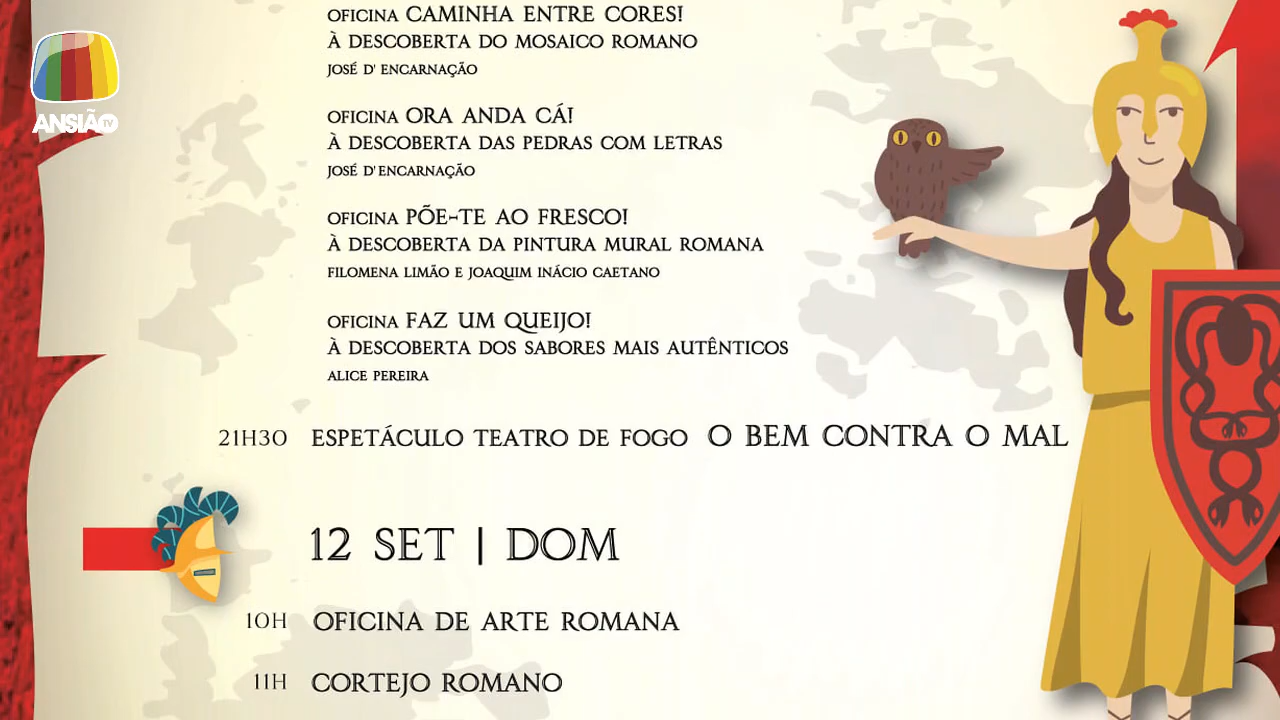 ANSIÃO TV
OFICINA CAMINHA ENTRE CORES!
À DESCOBERTA DO MOSAICO ROMANO
JOSÉ D' ENCARNAÇÃO
OFICINA ORA ANDA CÁ!
À DESCOBERTA DAS PEDRAS COM LETRAS
JOSÉ D'ENCARNAÇÃO
OFICINA PÕE-TE AO FRESCO!
À DESCOBERTA DA PINTURA MURAL ROMANA
FILOMENA LIMÃO E JOAQUIM INÁCIO CAETANO
OFICINA FAZ UM QUEIJO!
À DESCOBERTA DOS SABORES MAIS AUTÊNTICOS
ALICE PEREIRA
21H30 ESPETÁCULO TEATRO DE FOGO O BEM CONTRA O MAL
12 SET | DOM
10H OFICINA DE ARTE ROMANA
11H CORTEJO ROMANO